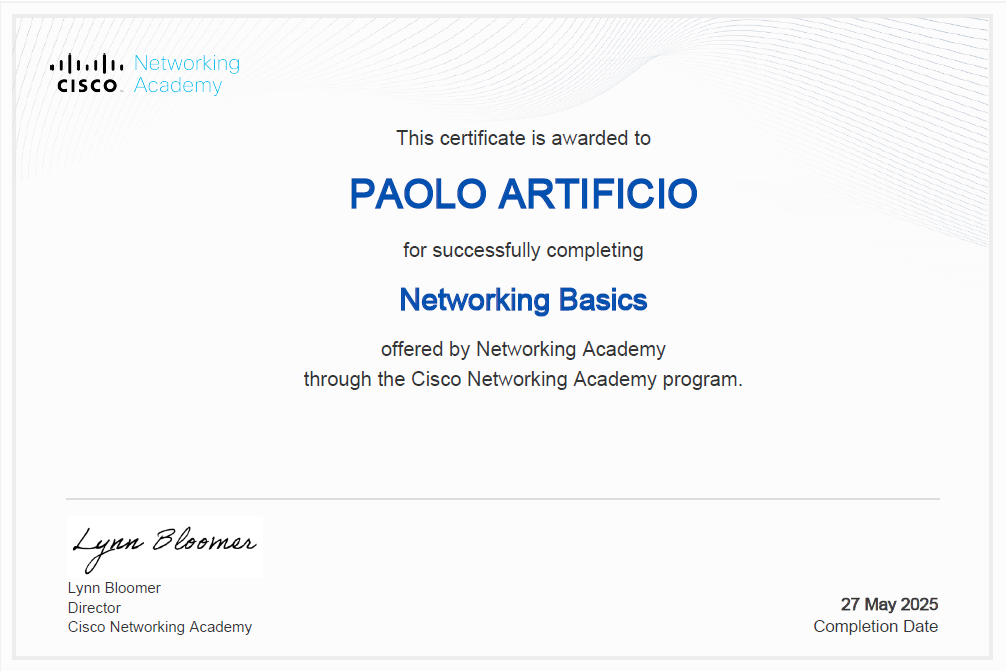 CISCO
Networking
Academy
This certificate is awarded to
PAOLO ARTIFICIO
for successfully completing
Networking Basics
offered by Networking Academy
through the Cisco Networking Academy program.
Lynn Bloomer
Lynn Bloomer
Director
Cisco Networking Academy
27 May 2025
Completion Date